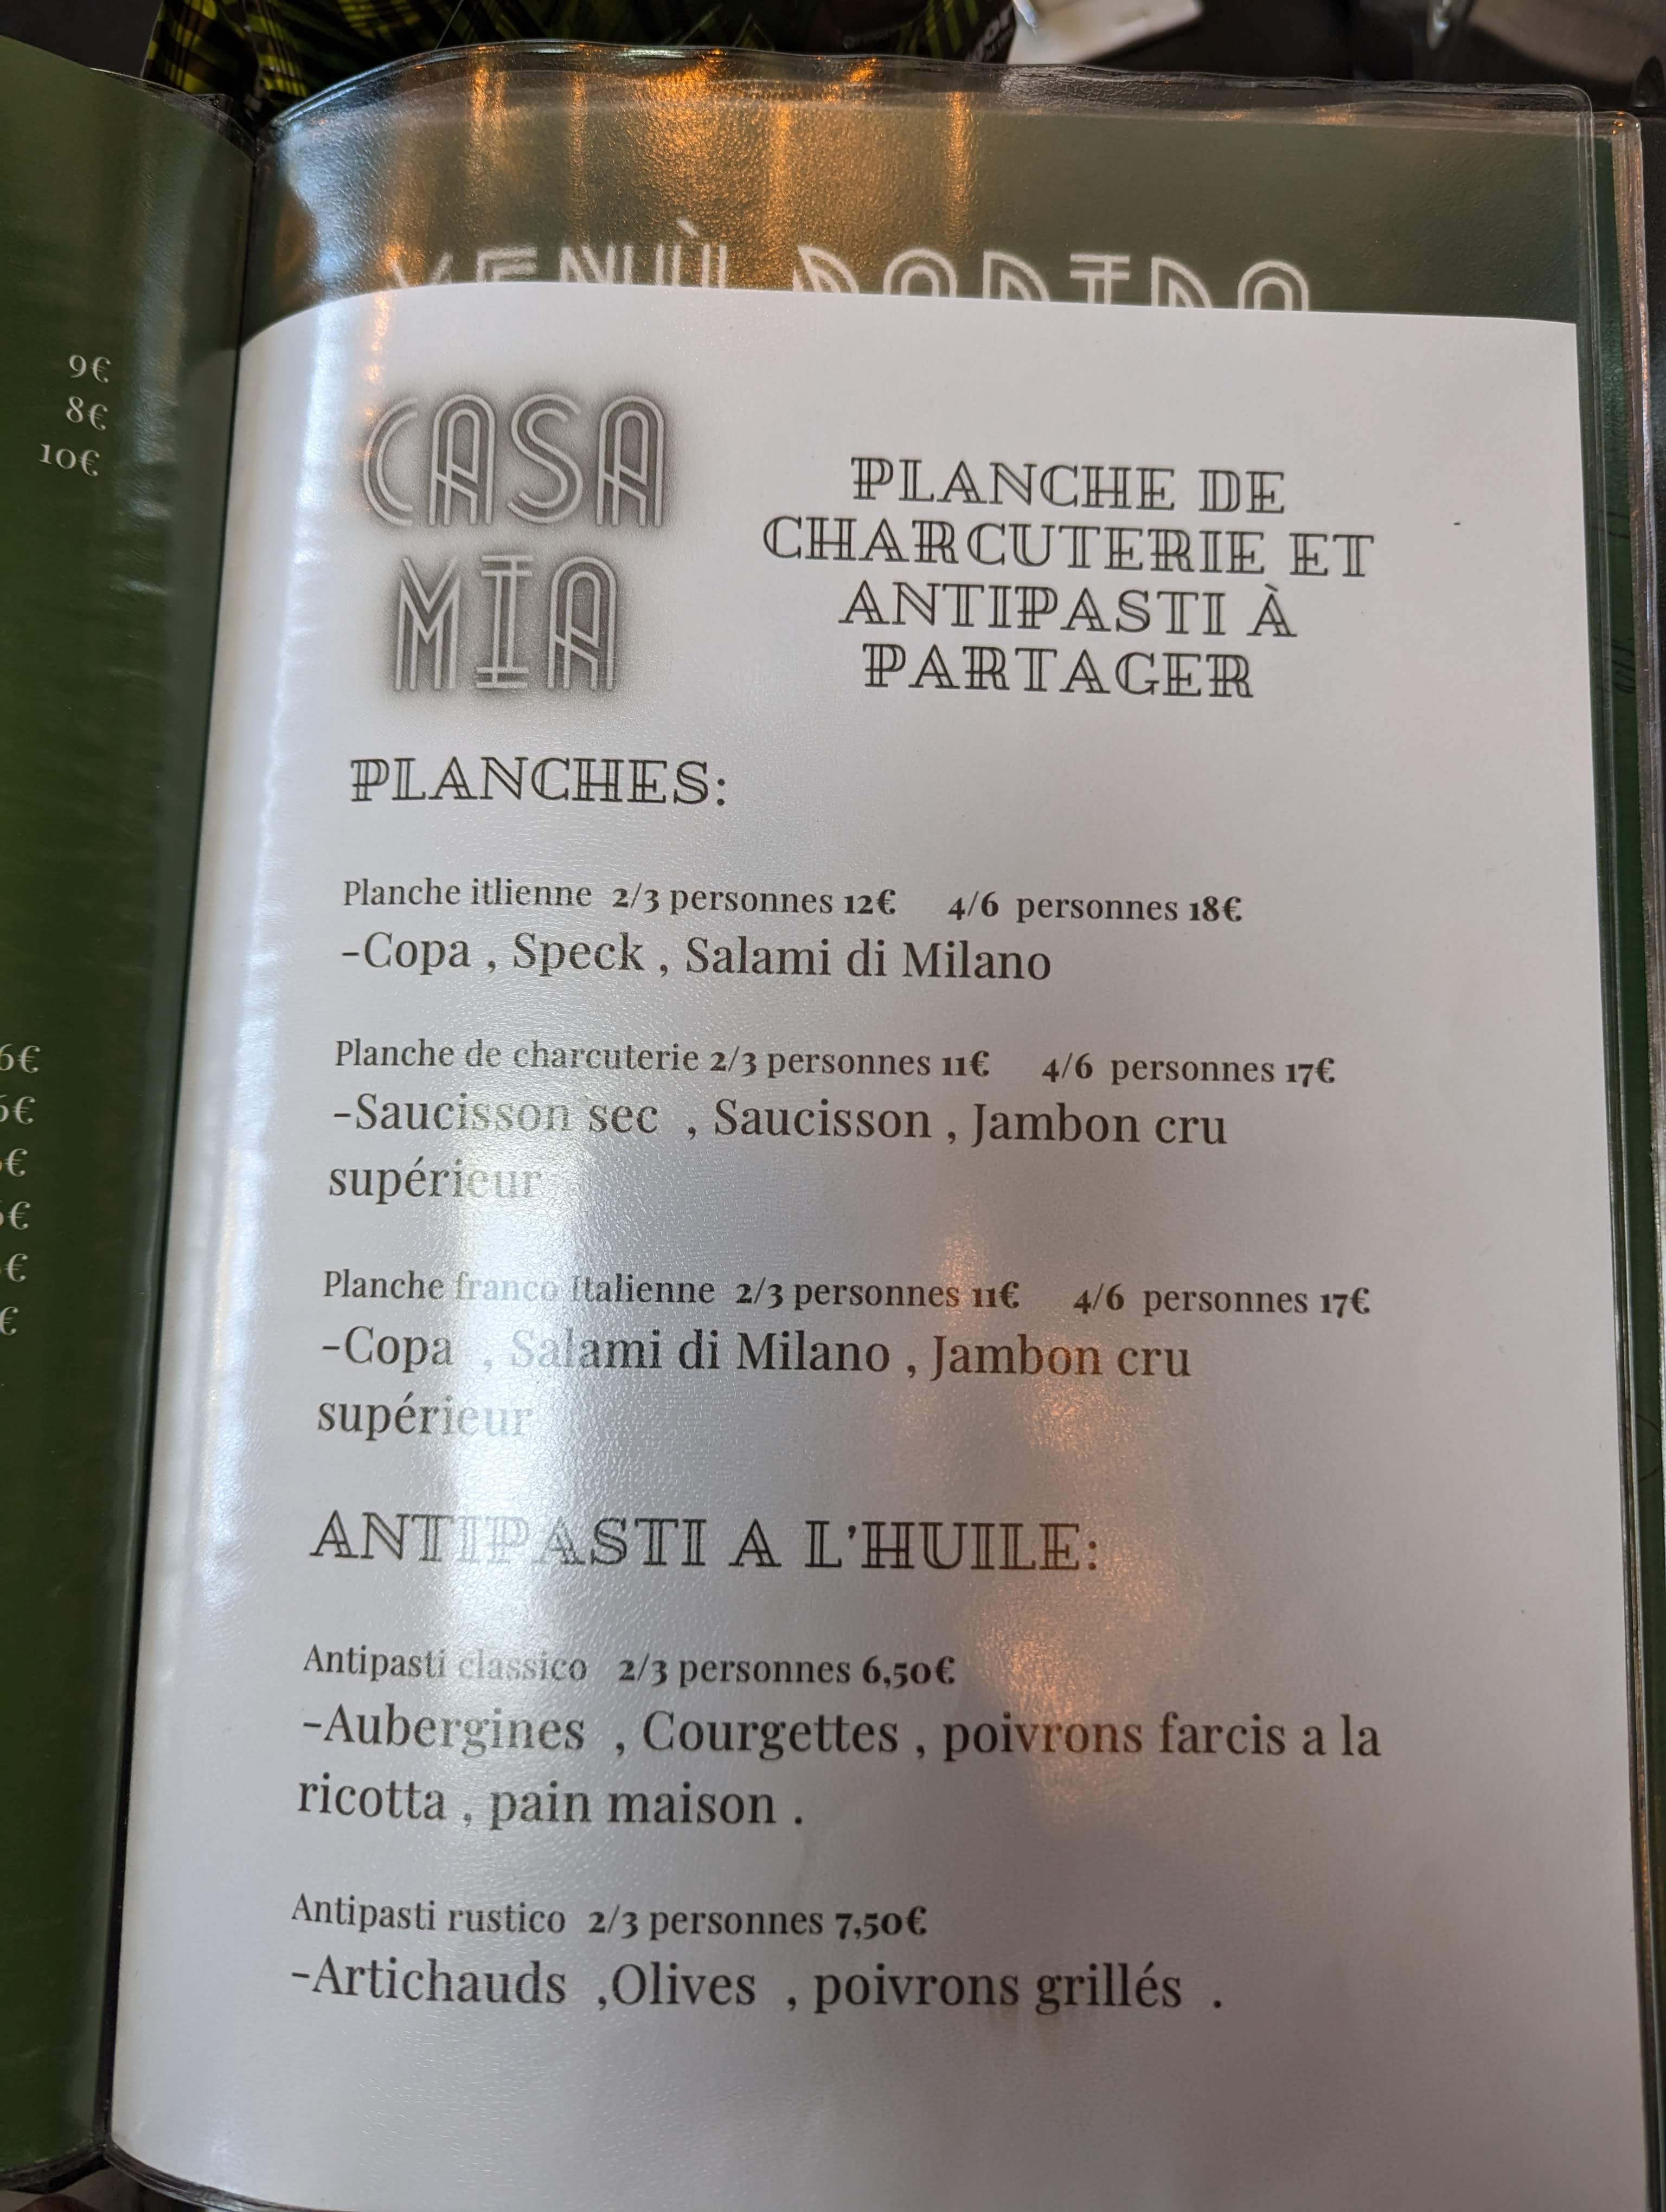 9€
8€
10€
CASA
MIA
PLANCHE DE
CHARCUTERIE ET
ANTIPASTI À
PARTAGER
PLANCHES:
Planche itlienne 2/3 personnes 12€ 4/6 personnes 18€
-Copa , Speck , Salami di Milano
Planche de charcuterie 2/3 personnes 11€ 4/6 personnes 17€
-Saucisson sec , Saucisson , Jambon cru
supérieur
Planche franco Italienne 2/3 personnes 11€ 4/6 personnes 17€
-Copa , Salami di Milano , Jambon cru
supérieur
ANTIPASTI A L'HUILE:
Antipasti classico 2/3 personnes 6,50€
-Aubergines , Courgettes , poivrons farcis a la
ricotta , pain maison .
Antipasti rustico 2/3 personnes 7,50€
-Artichauds ,Olives , poivrons grillés .